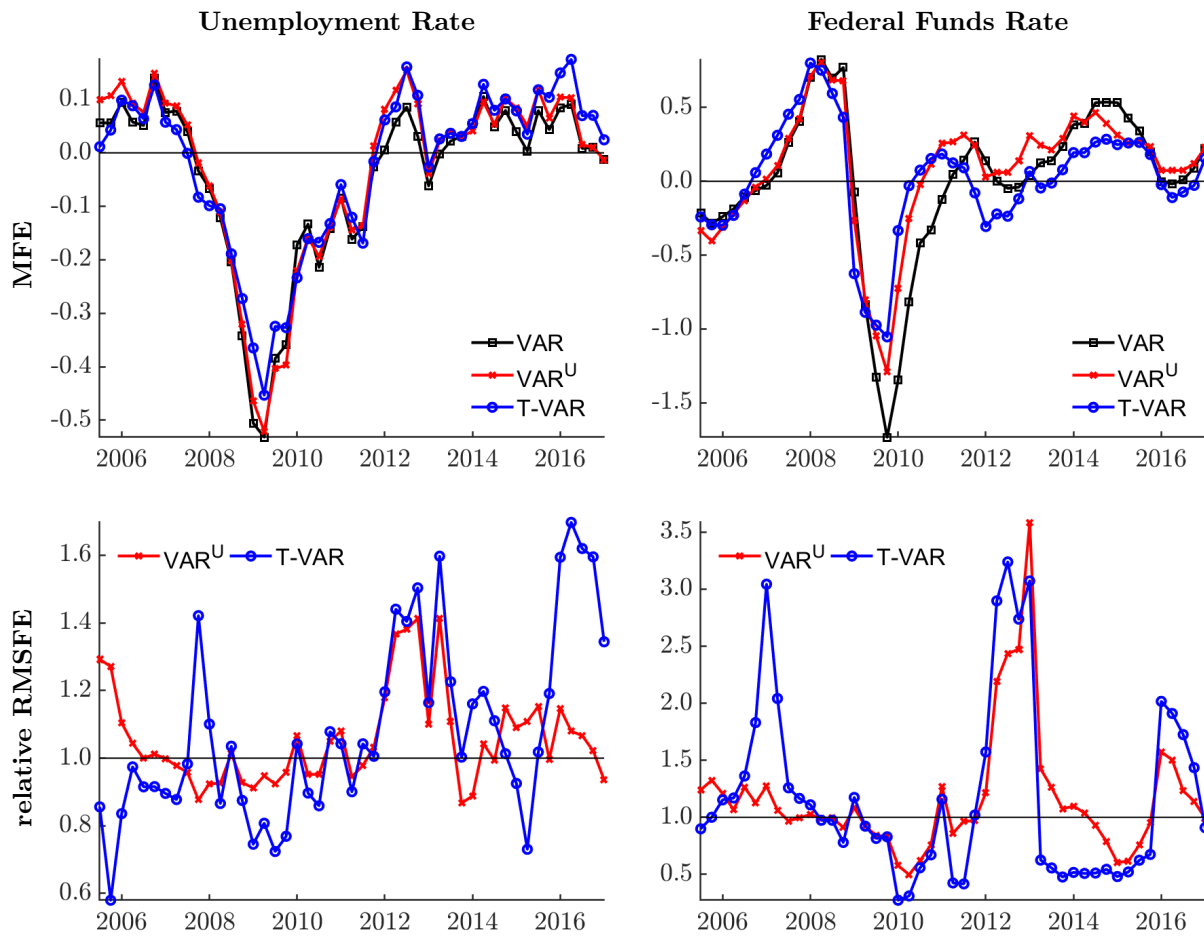 Unemployment Rate
Federal Funds Rate
MFE
0.1
0.0
-0.1
-0.2
-0.3
-0.4
-0.5
VAR
VAR^U
T-VAR
2006 2008 2010 2012 2014 2016
0.5
0.0
-0.5
-1.0
-1.5
VAR
VAR^U
T-VAR
2006 2008 2010 2012 2014 2016
relative RMSFE
VAR^U T-VAR
1.6
1.4
1.2
1.0
0.8
0.6
2006 2008 2010 2012 2014 2016
VAR^U T-VAR
3.5
3.0
2.5
2.0
1.5
1.0
0.5
2006 2008 2010 2012 2014 2016